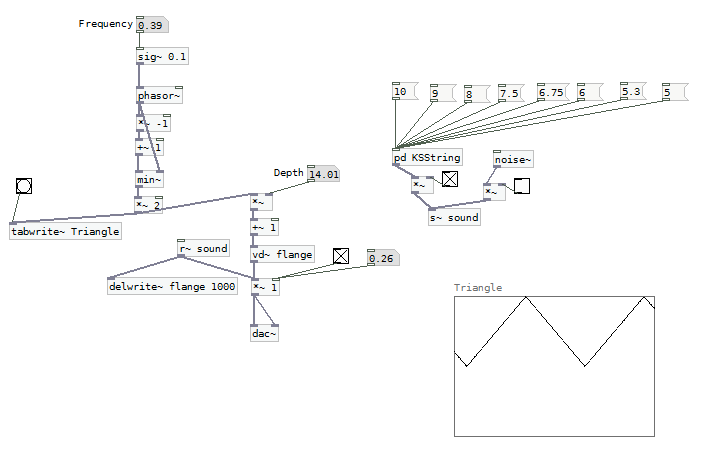 Frequency 0.39
sig~ 0.1
phasor~
*~ -1
+~ 1
min~
*~ 2
tabwrite~ Triangle
Depth 14.01
*~
+~ 1
r~ sound
vd~ flange
0.26
delwrite~ flange 1000
*~ 1
dac~
10 9 8 7.5 6.75 6 5.3 5
pd KSString
noise~
*~
*~
s~ sound
Triangle